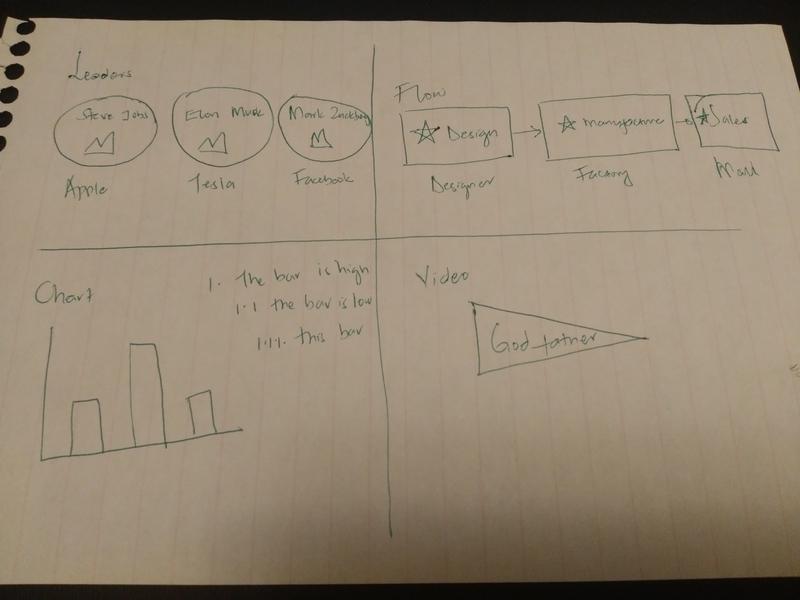 Leaders
Steve Jobs
Elon Musk
Mark Zuckberg
Apple
Tesla
Facebook
Flow
Design
Manufacture
Sales
Designer
Factory
Mall
Chart
1. The bar is high
1.1 the bar is low
1.1.1. this bar
Video
God father